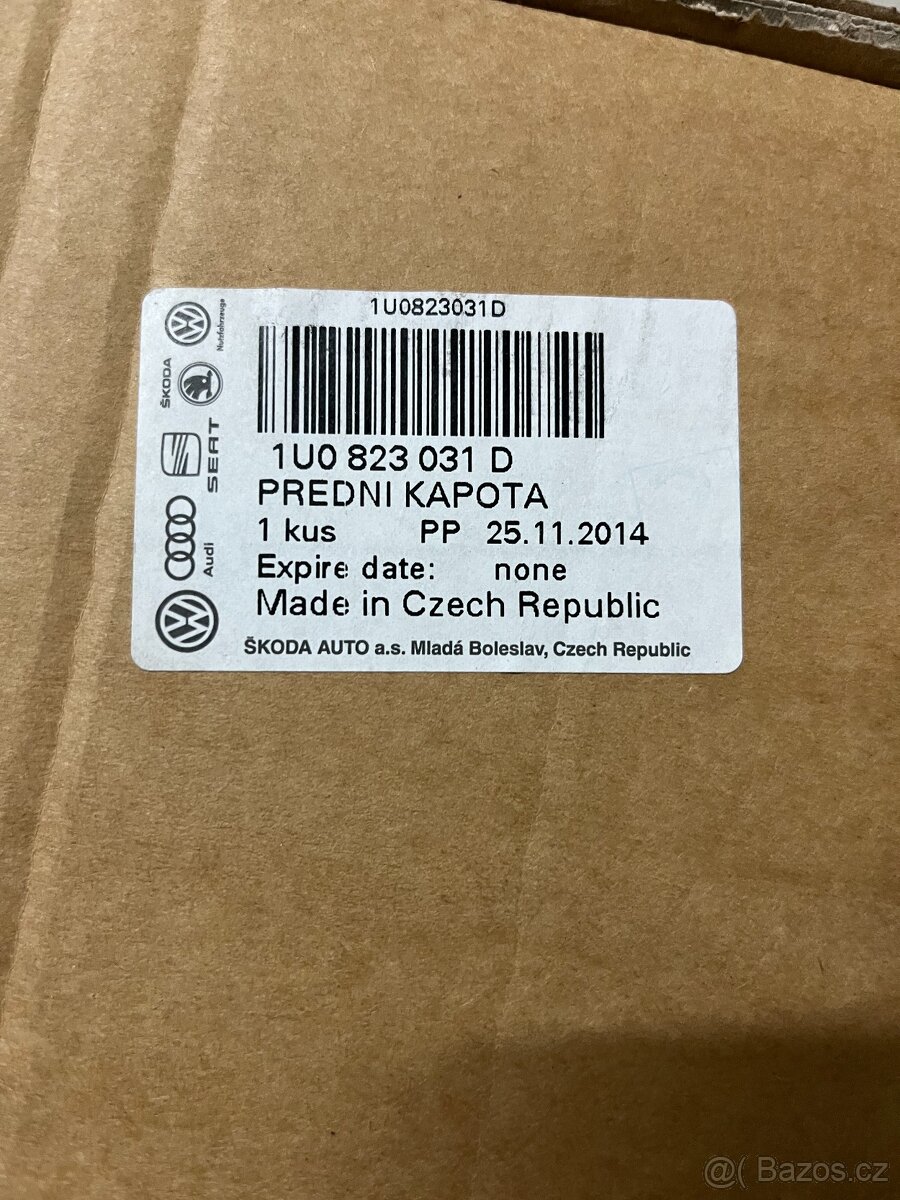 1U0823031D
Nutzfahrzeuge
ŠKODA
SEAT
Audi
1U0 823 031 D
PREDNI KAPOTA
1 kus PP 25.11.2014
Expire date: none
Made in Czech Republic
ŠKODA AUTO a.s. Mladá Boleslav, Czech Republic
@( Bazoš.cz